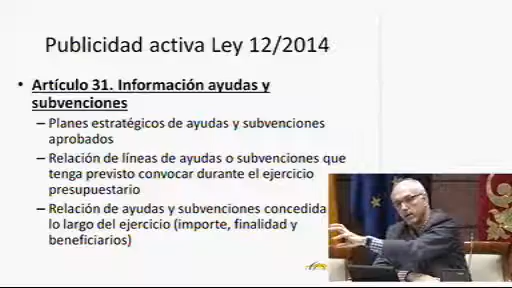 Publicidad activa Ley 12/2014
• Artículo 31. Información ayudas y
subvenciones
– Planes estratégicos de ayudas y subvenciones
aprobados
– Relación de líneas de ayudas o subvenciones que
tenga previsto convocar durante el ejercicio
presupuestario
– Relación de ayudas y subvenciones concedida
lo largo del ejercicio (importe, finalidad y
beneficiarios)